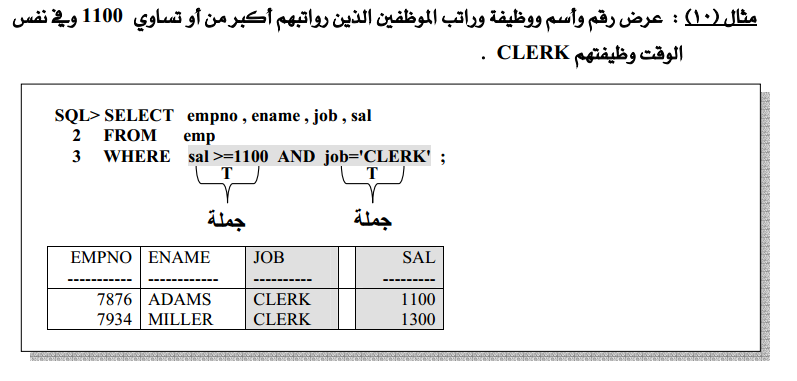 مثال (١٠) : عرض رقم وأسم ووظيفة وراتب الموظفين الذين رواتبهم أكبر من أو تساوي 1100 وفي نفس
الوقت وظيفتهم CLERK .
SQL> SELECT empno , ename , job , sal
2 FROM emp
3 WHERE sal >=1100 AND job='CLERK' ;
T T
جملة جملة
EMPNO ENAME JOB SAL
----------- ------------ ---------- ---------
7876 ADAMS CLERK 1100
7934 MILLER CLERK 1300